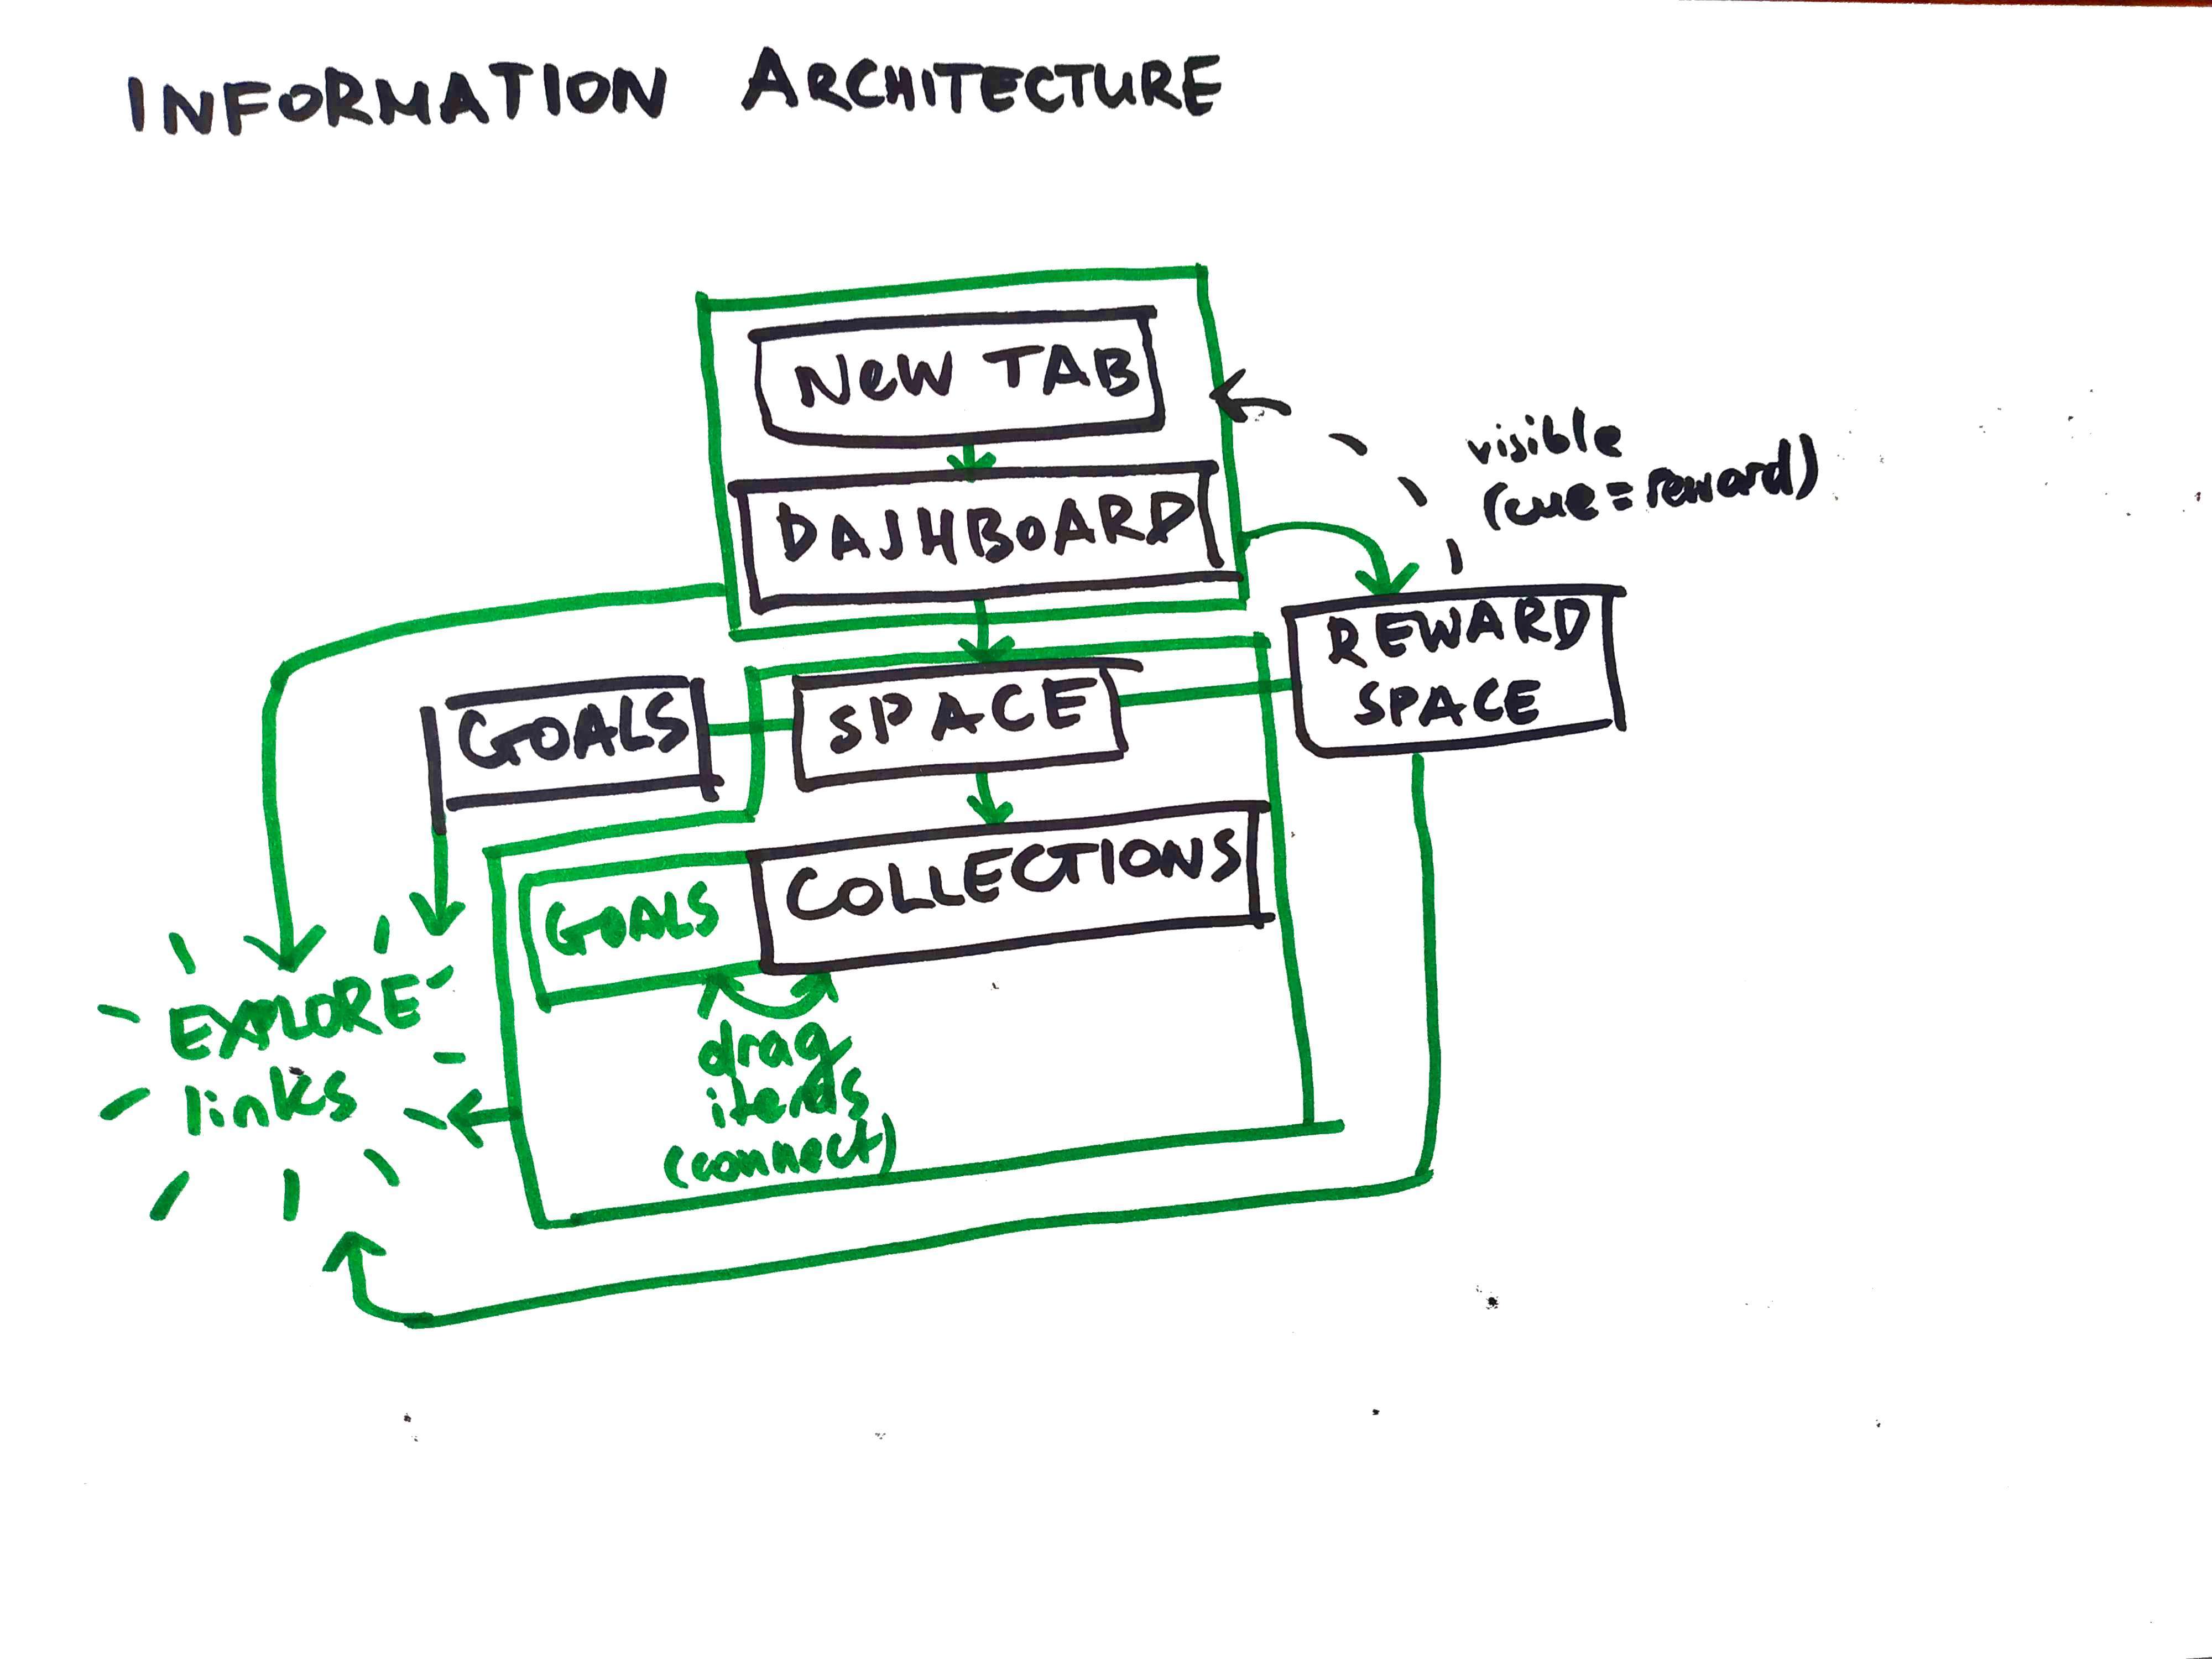 INFORMATION ARCHITECTURE
NeW TAB
DASHBOARD
visible
(cue=reward)
REWARD
SPACE
GOALS
SPACE
COLLECTIONS
GOALS
EXPLORE
links
drag
items
(connect)